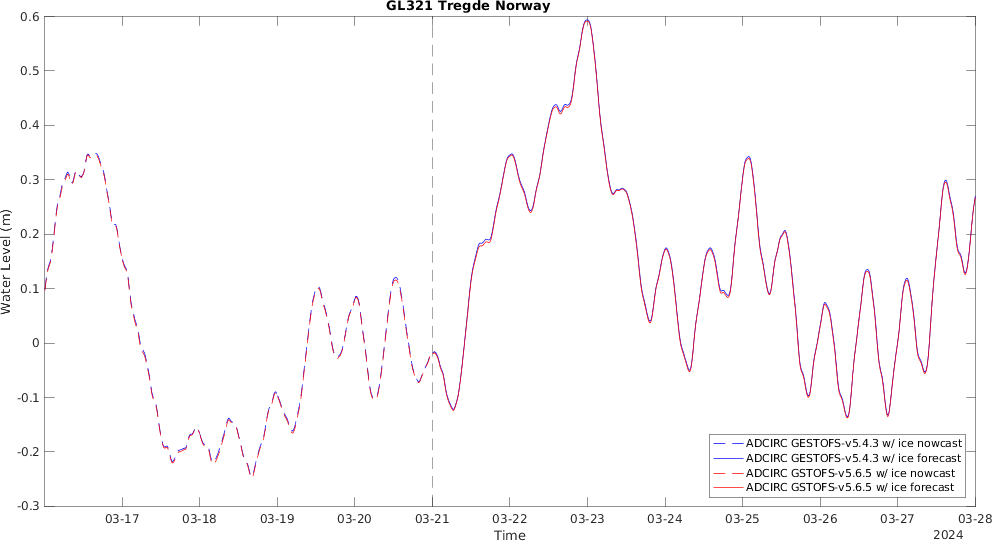 GL321 Tregde Norway
0.6
0.5
0.4
0.3
0.2
0.1
0
-0.1
-0.2
-0.3
Water Level (m)
03-17 03-18 03-19 03-20 03-21 03-22 03-23 03-24 03-25 03-26 03-27 03-28
Time
2024
ADCIRC GESTOFS-v5.4.3 w/ ice nowcast
ADCIRC GESTOFS-v5.4.3 w/ ice forecast
ADCIRC GSTOFS-v5.6.5 w/ ice nowcast
ADCIRC GSTOFS-v5.6.5 w/ ice forecast